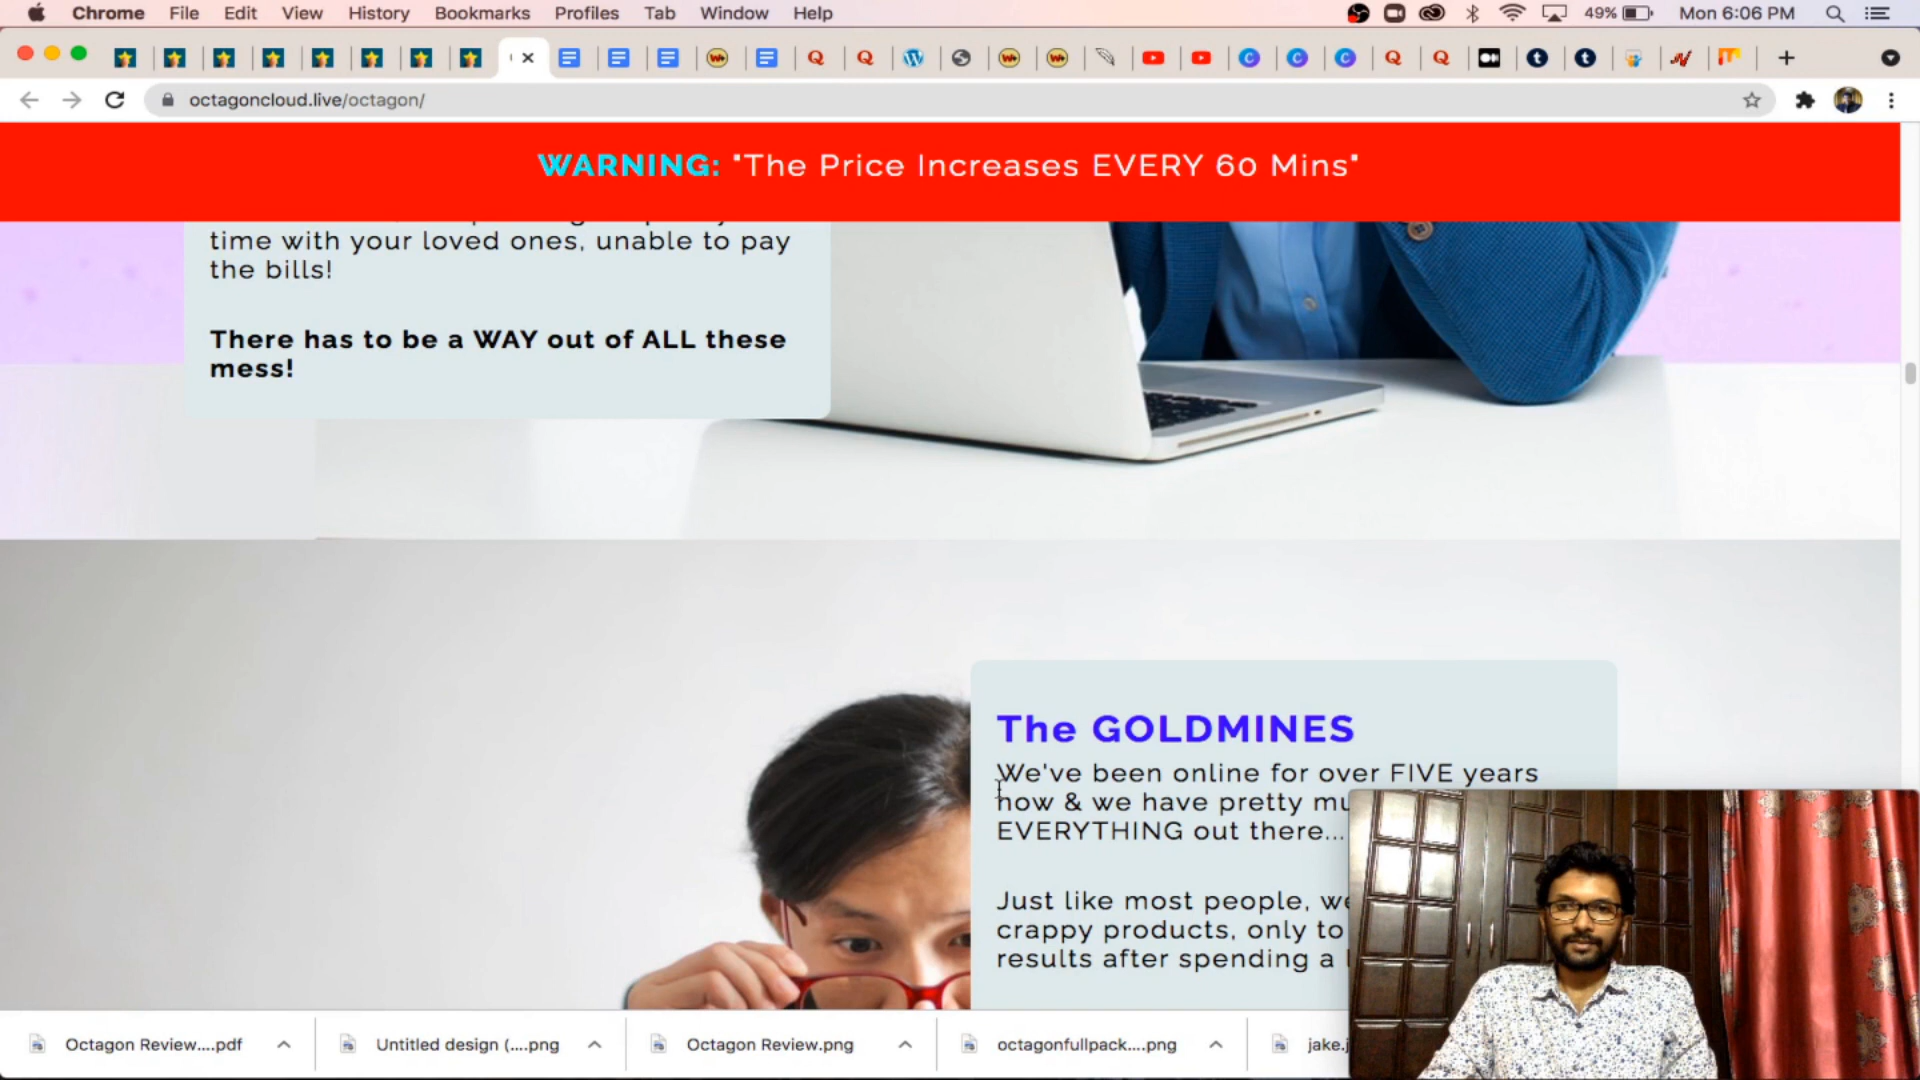 Chrome File Edit View History Bookmarks Profiles Tab Window Help 49% Mon 6:06 PM
octagoncloud.live/octagon/
WARNING: "The Price Increases EVERY 60 Mins"
time with your loved ones, unable to pay
the bills!
There has to be a WAY out of ALL these
mess!
The GOLDMINES
We've been online for over FIVE years
now & we have pretty
EVERYTHING out there...
Just like most people,
crappy products, only to
results after spending a
Octagon Review....pdf
Untitled design (....png
Octagon Review.png
octagonfullpack....png